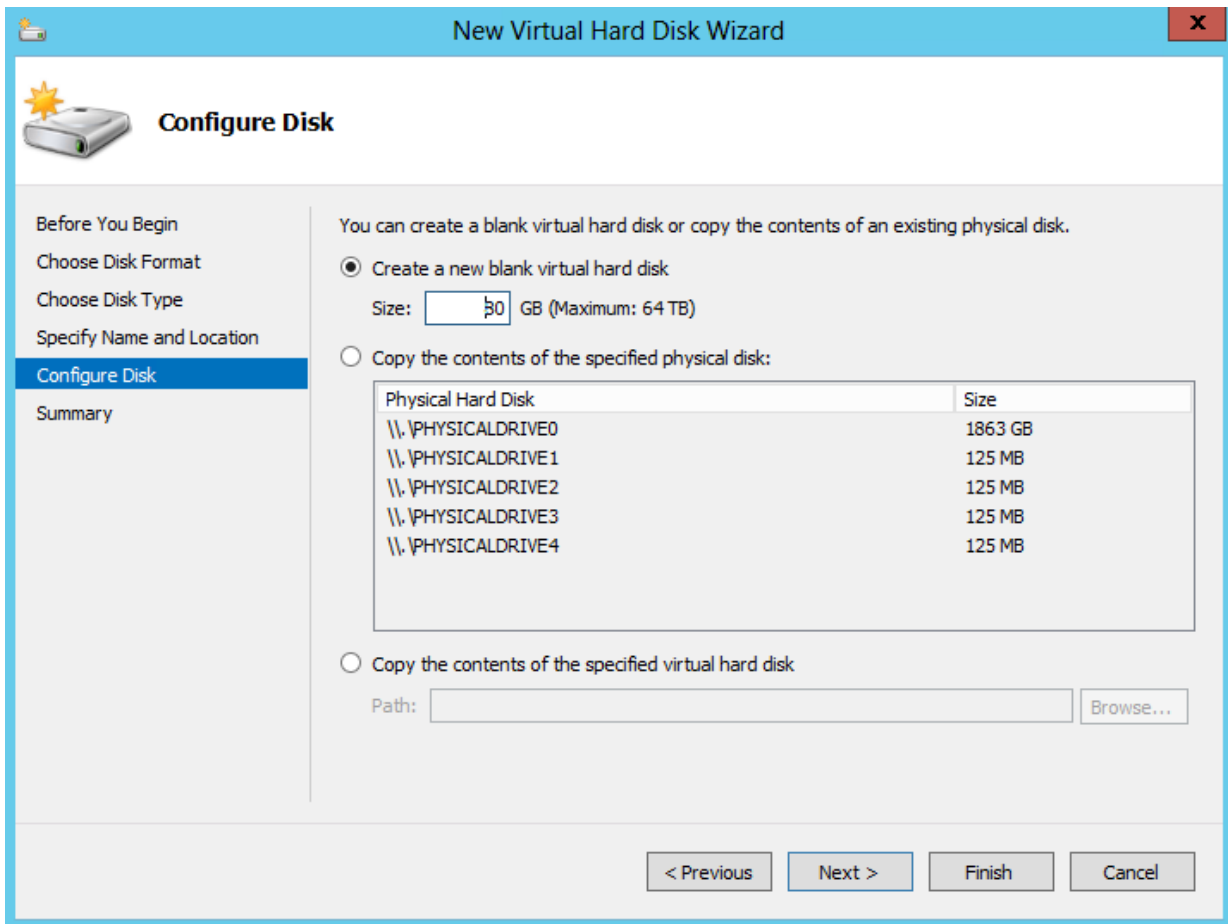 New Virtual Hard Disk Wizard
x
Configure Disk
Before You Begin
Choose Disk Format
Choose Disk Type
Specify Name and Location
Configure Disk
Summary
You can create a blank virtual hard disk or copy the contents of an existing physical disk.
Create a new blank virtual hard disk
Size: GB (Maximum: 64 TB)
Copy the contents of the specified physical disk:
Physical Hard Disk Size
\\.\PHYSICALDRIVE0 1863 GB
\\.\PHYSICALDRIVE1 125 MB
\\.\PHYSICALDRIVE2 125 MB
\\.\PHYSICALDRIVE3 125 MB
\\.\PHYSICALDRIVE4 125 MB
Copy the contents of the specified virtual hard disk
Path: Browse...
< Previous Next > Finish Cancel